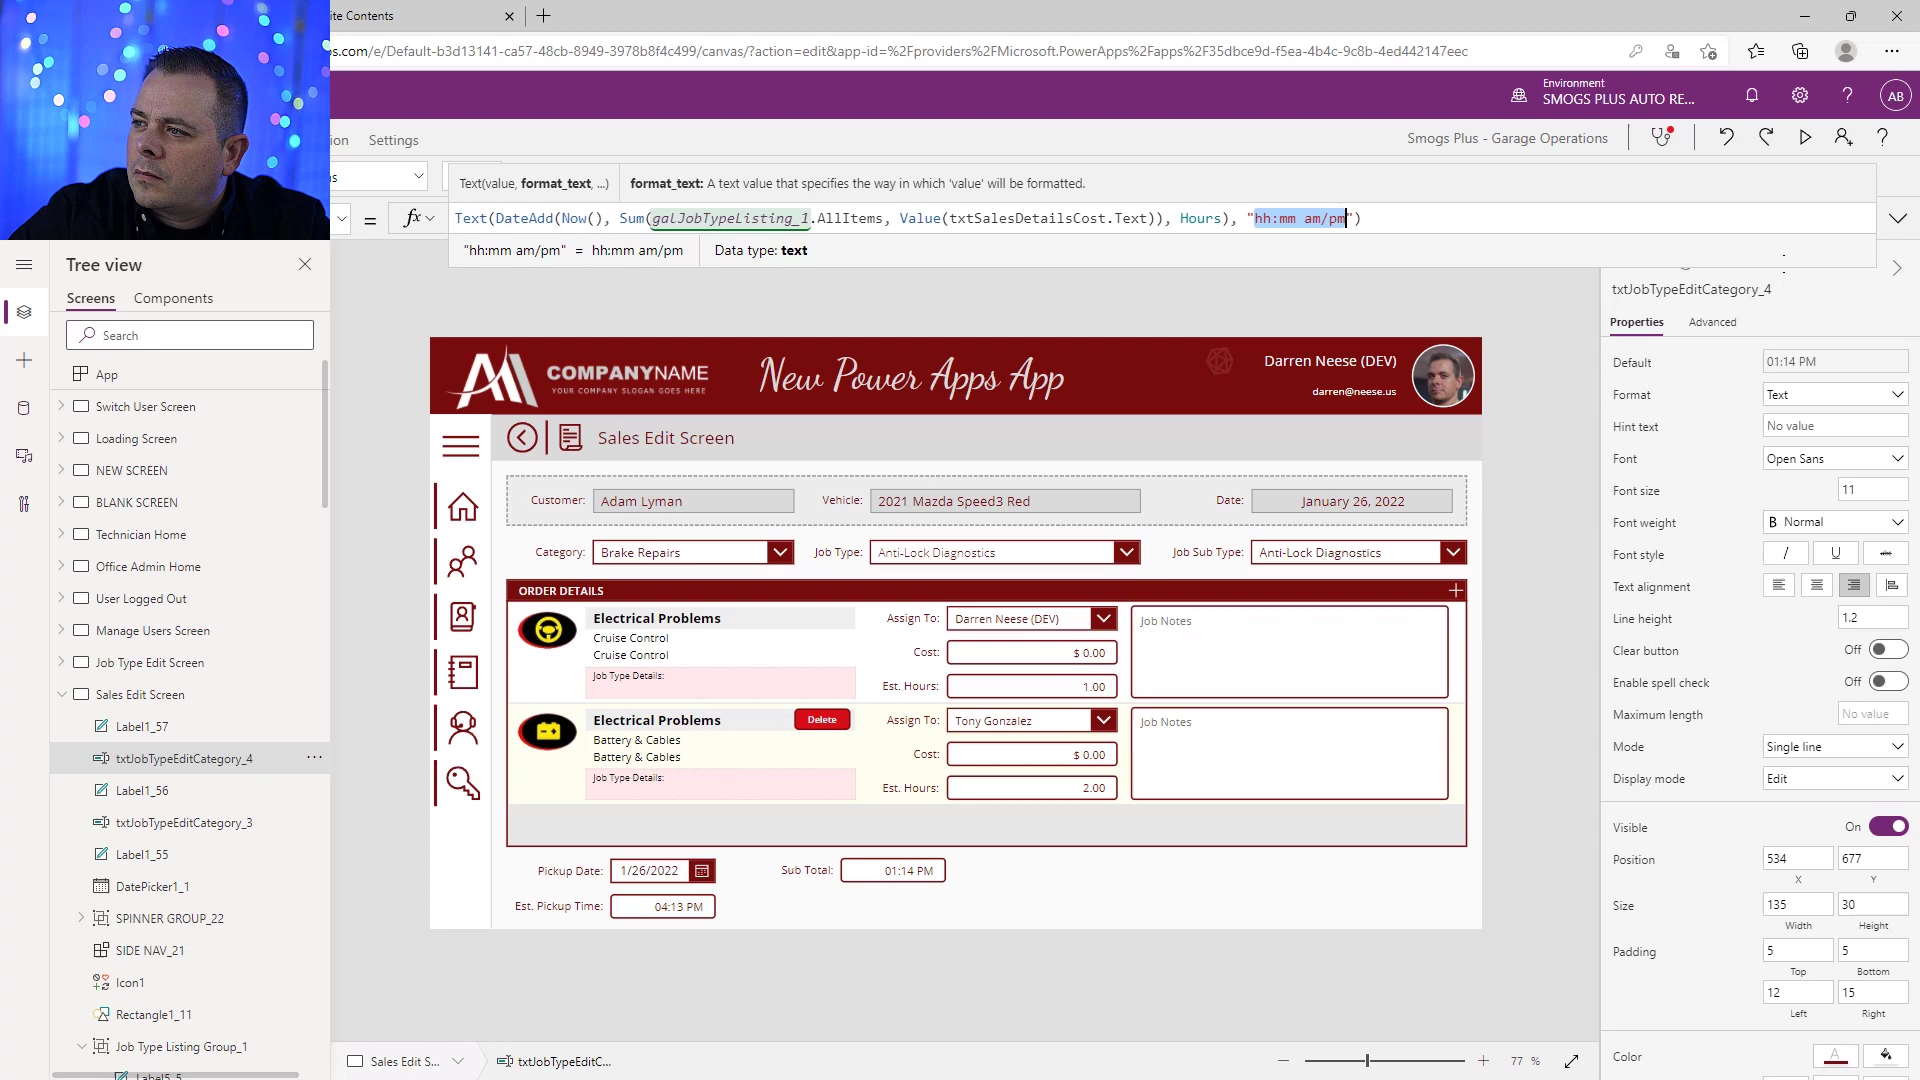 ite Contents
os.com/e/Default-b3d13141-ca57-48cb-8949-3978b8f4c499/canvas/?action=edit&app-id=%2Fproviders%2FMicrosoft.PowerApps%2Fapps%2F35dbce9d-f5ea-4b4c-9c8b-4ed442147eec
Environment
SMOGS PLUS AUTO RE...
AB
ion Settings
Smogs Plus - Garage Operations
Text(value, format_text, ...) format_text: A text value that specifies the way in which 'value' will be formatted.
= fx Text(DateAdd(Now(), Sum(galJobTypeListing_1.AllItems, Value(txtSalesDetailsCost.Text)), Hours), "hh:mm am/pm")
"hh:mm am/pm" = hh:mm am/pm Data type: text
Tree view
Screens Components
Search
App
Switch User Screen
Loading Screen
NEW SCREEN
BLANK SCREEN
Technician Home
Office Admin Home
User Logged Out
Manage Users Screen
Job Type Edit Screen
Sales Edit Screen
Label1_57
txtJobTypeEditCategory_4 ...
Label1_56
txtJobTypeEditCategory_3
Label1_55
DatePicker1_1
SPINNER GROUP_22
SIDE NAV_21
Icon1
Rectangle1_11
Job Type Listing Group_1
Label5_5
COMPANYNAME
YOUR COMPANY SLOGAN GOES HERE
New Power Apps App
Darren Neese (DEV)
darren@neese.us
Sales Edit Screen
Customer: Adam Lyman Vehicle: 2021 Mazda Speed3 Red Date: January 26, 2022
Category: Brake Repairs Job Type: Anti-Lock Diagnostics Job Sub Type: Anti-Lock Diagnostics
ORDER DETAILS
Electrical Problems Assign To: Darren Neese (DEV) Job Notes
Cruise Control
Cruise Control Cost: $ 0.00
Job Type Details: Est. Hours: 1.00
Electrical Problems Delete Assign To: Tony Gonzalez Job Notes
Battery & Cables
Battery & Cables Cost: $ 0.00
Job Type Details: Est. Hours: 2.00
Pickup Date: 1/26/2022 Sub Total: 01:14 PM
Est. Pickup Time: 04:13 PM
txtJobTypeEditCategory_4
Properties Advanced
Default 01:14 PM
Format Text
Hint text No value
Font Open Sans
Font size 11
Font weight B Normal
Font style / U abc
Text alignment
Line height 1.2
Clear button Off
Enable spell check Off
Maximum length No value
Mode Single line
Display mode Edit
Visible On
Position 534 677
X Y
Size 135 30
Width Height
Padding 5 5
Top Bottom
12 15
Left Right
Color A
Sales Edit S... txtJobTypeEditC... 77 %